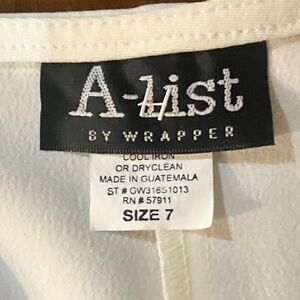 A-List
BY WRAPPER
COOL IRON
OR DRYCLEAN
MADE IN GUATEMALA
ST # GW31651013
RN # 57911
SIZE 7